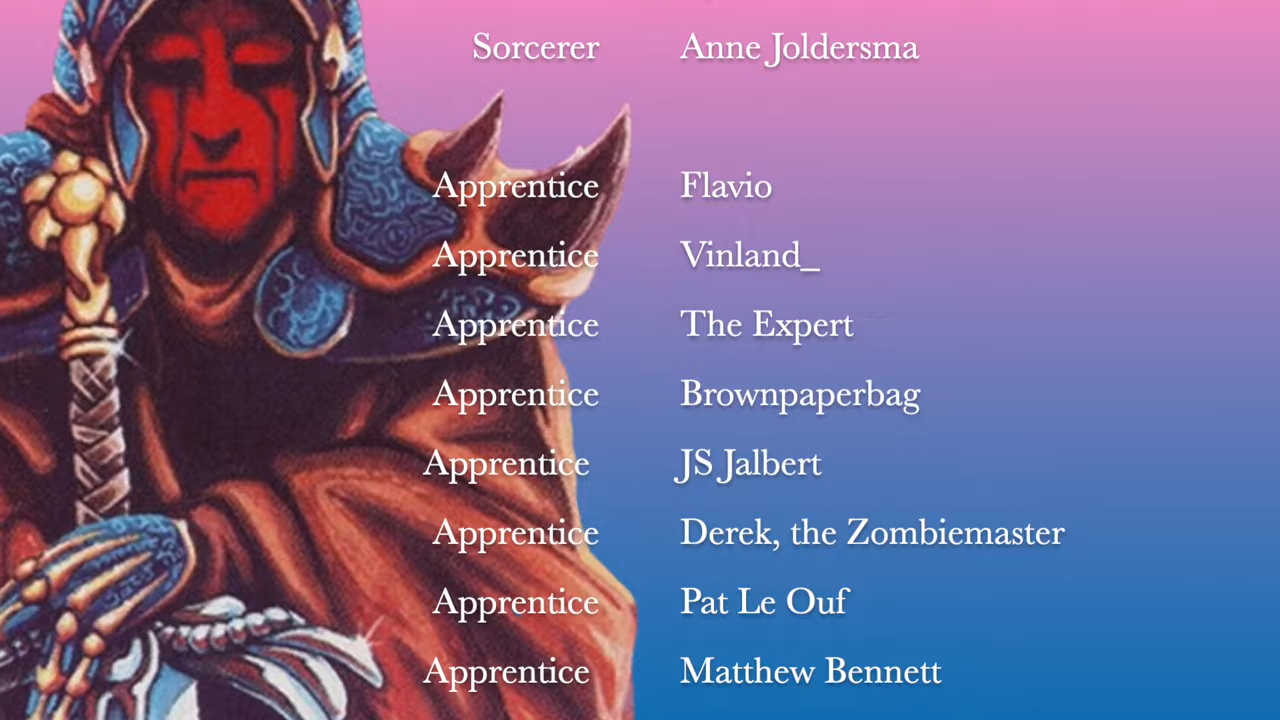 Sorcerer Anne Joldersma
Apprentice Flavio
Apprentice Vinland_
Apprentice The Expert
Apprentice Brownpaperbag
Apprentice JS Jalbert
Apprentice Derek, the Zombiemaster
Apprentice Pat Le Ouf
Apprentice Matthew Bennett